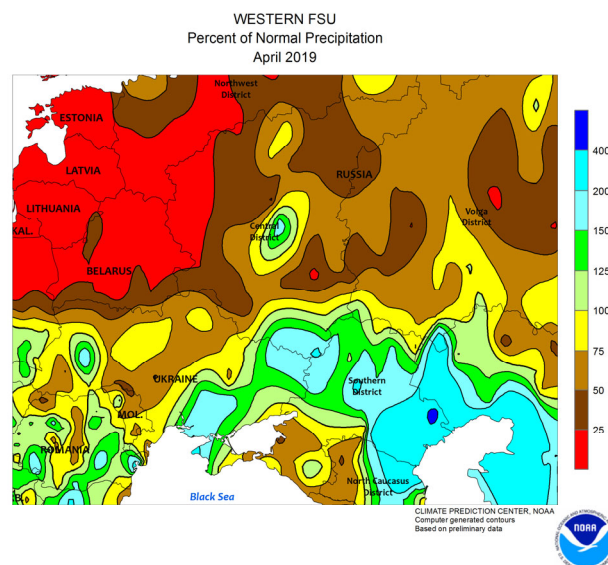 WESTERN FSU
Percent of Normal Precipitation
April 2019
Northwest
District
ESTONIA
LATVIA
RUSSIA
LITHUANIA
Vorga
District
KAL.
Central
District
BELARUS
400
200
150
125
100
75
50
25
UKRAINE
Southern
District
MOL.
ROMANIA
North Caucasus
District
B.
Black Sea
CLIMATE PREDICTION CENTER, NOAA
Computer generated contours
Based on preliminary data
NOAA